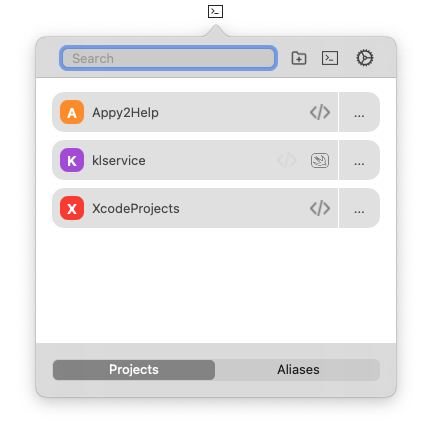 Search
A Appy2Help </> ...
K klservice </> ...
X XcodeProjects </> ...
Projects Aliases